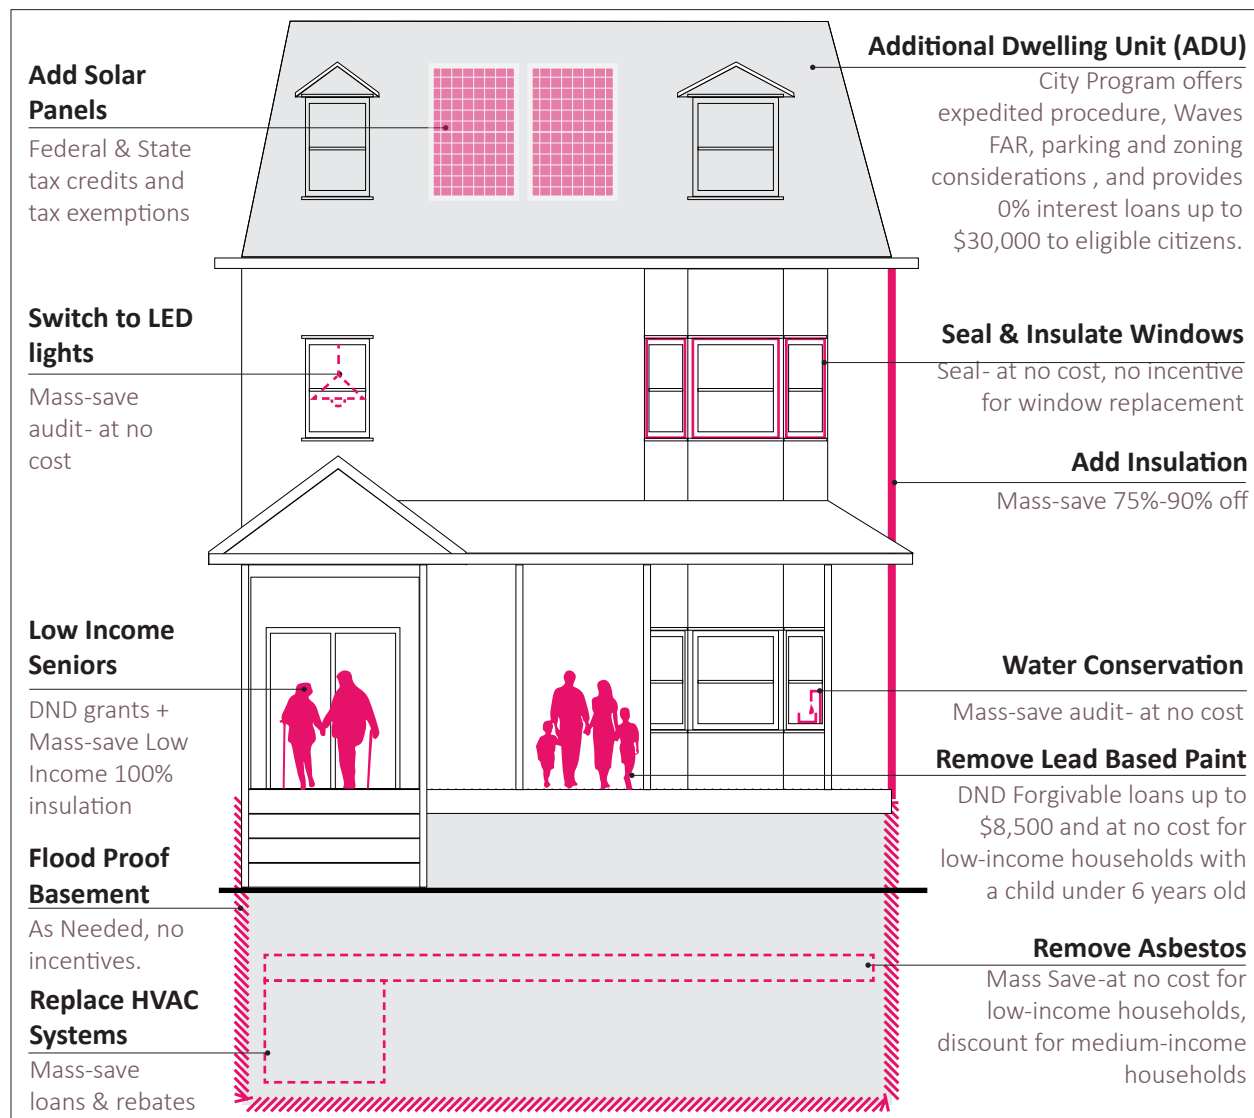 Add Solar
Panels
Federal & State
tax credits and
tax exemptions
Switch to LED
lights
Mass-save
audit- at no
cost
Low Income
Seniors
DND grants +
Mass-save Low
Income 100%
insulation
Flood Proof
Basement
As Needed, no
incentives.
Replace HVAC
Systems
Mass-save
loans & rebates
Additional Dwelling Unit (ADU)
City Program offers
expedited procedure, Waves
FAR, parking and zoning
considerations , and provides
0% interest loans up to
$30,000 to eligible citizens.
Seal & Insulate Windows
Seal- at no cost, no incentive
for window replacement
Add Insulation
Mass-save 75%-90% off
Water Conservation
Mass-save audit- at no cost
Remove Lead Based Paint
DND Forgivable loans up to
$8,500 and at no cost for
low-income households with
a child under 6 years old
Remove Asbestos
Mass Save-at no cost for
low-income households,
discount for medium-income
households